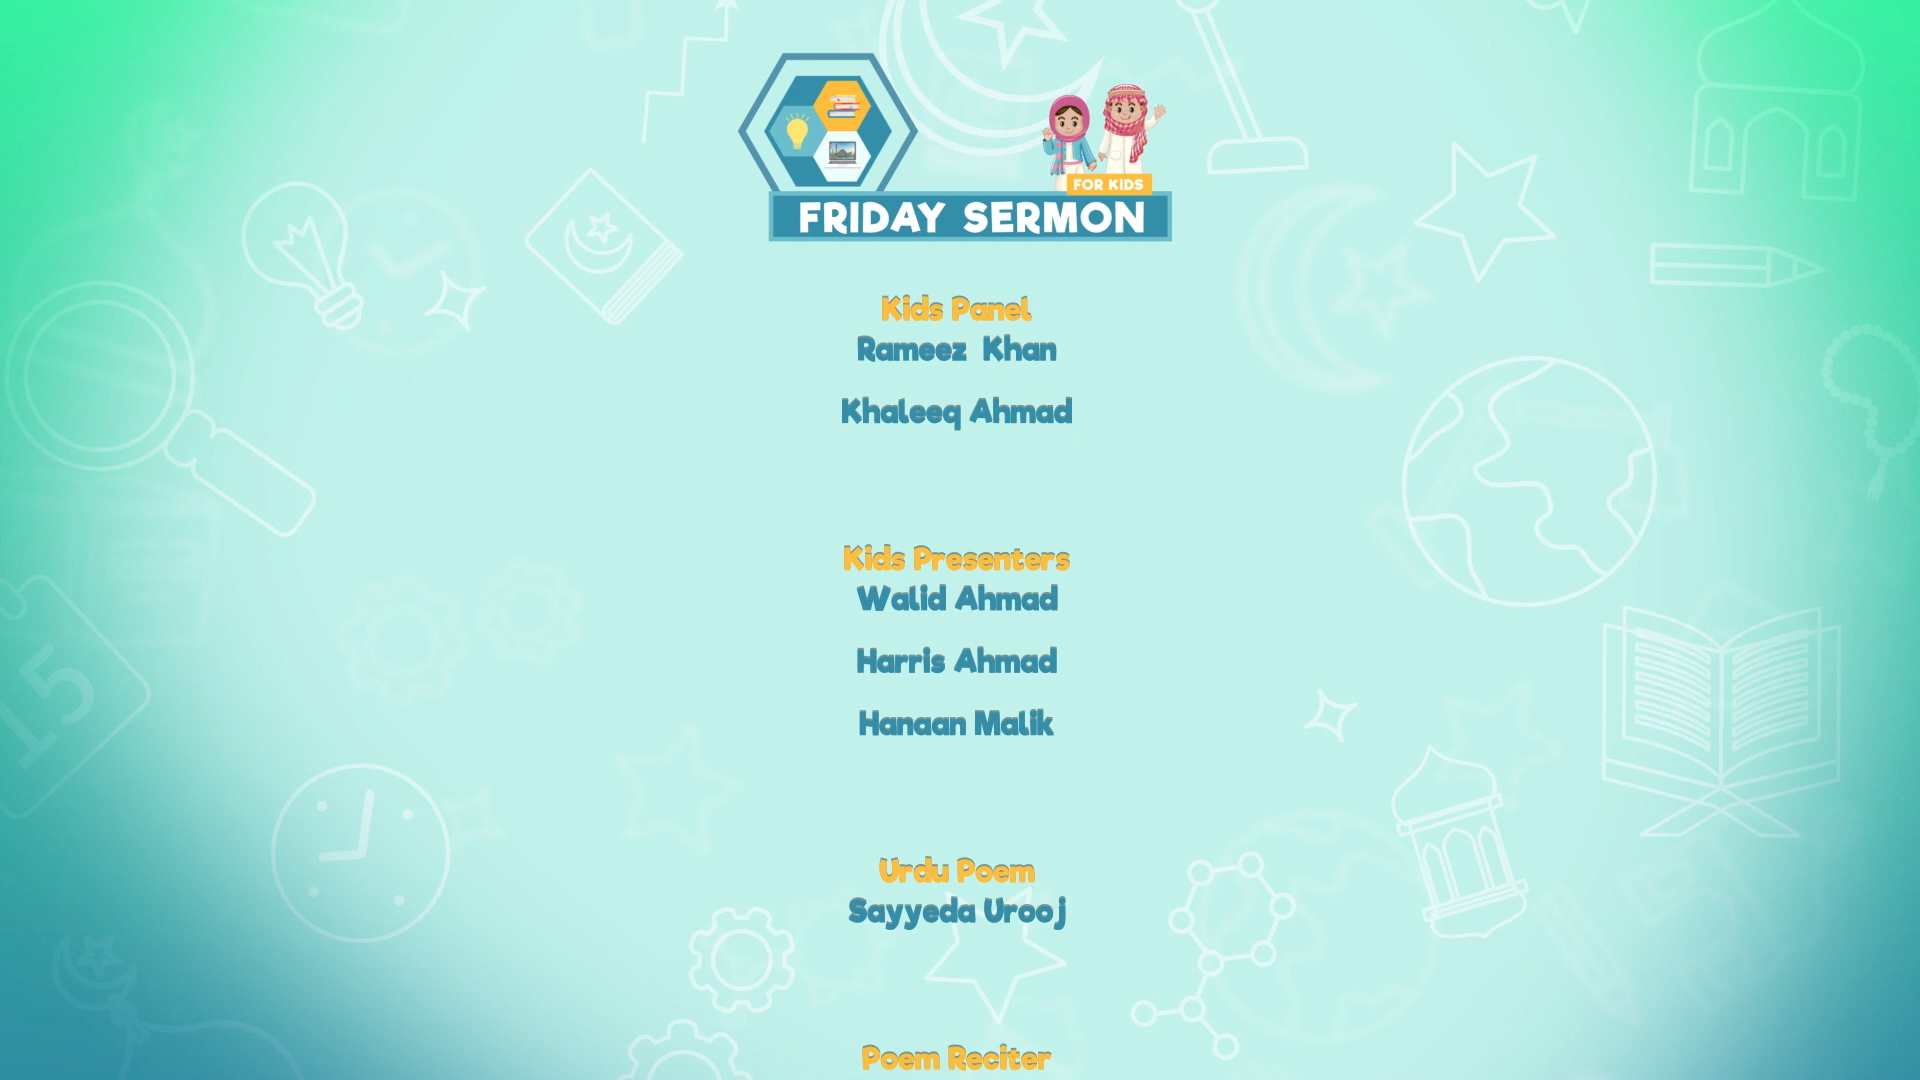 FOR KIDS
FRIDAY SERMON
Kids Panel
Rameez Khan
Khaleeq Ahmad
Kids Presenters
Walid Ahmad
Harris Ahmad
Hanaan Malik
15
Urdu Poem
Sayyeda Urooj
Poem Reciter